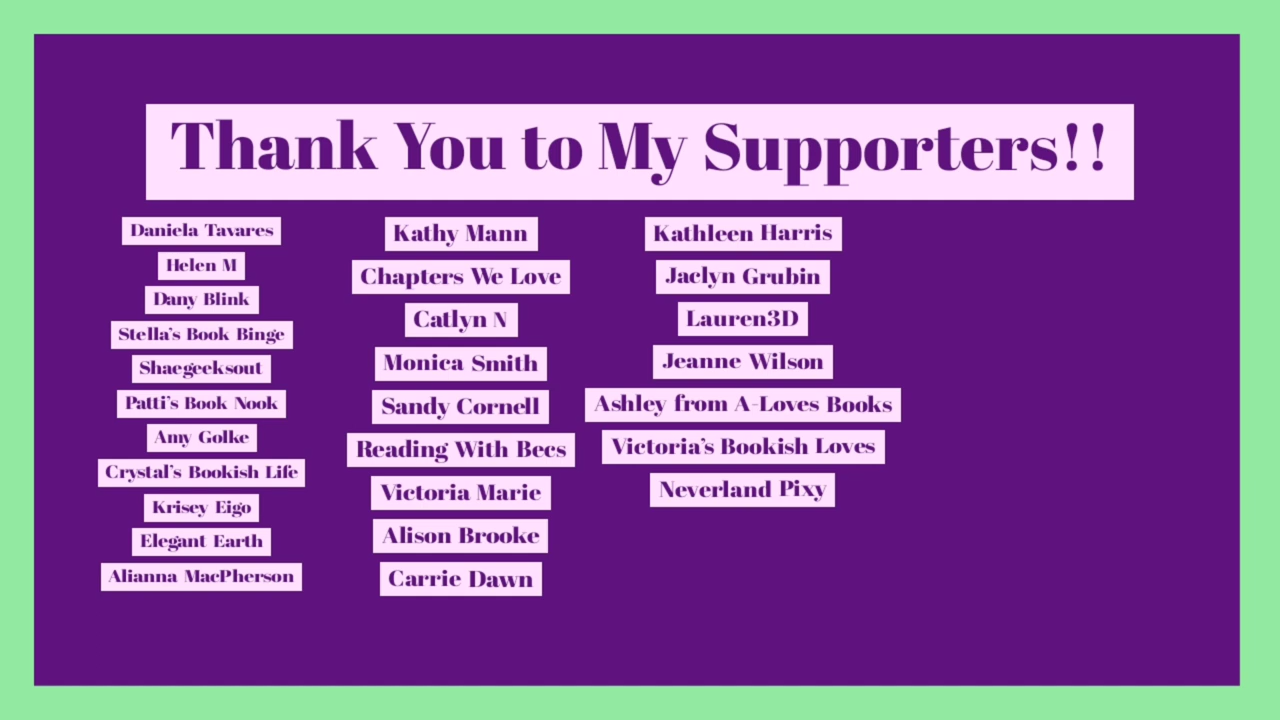 Thank You to My Supporters!!
Daniela Tavares
Helen M
Dany Blink
Stella's Book Binge
Shaegeeksout
Patti's Book Nook
Amy Golke
Crystal's Bookish Life
Krisey Eigo
Elegant Earth
Alianna MacPherson
Kathy Mann
Chapters We Love
Catlyn N
Monica Smith
Sandy Cornell
Reading With Becs
Victoria Marie
Alison Brooke
Carrie Dawn
Kathleen Harris
Jaclyn Grubin
Lauren3D
Jeanne Wilson
Ashley from A-Loves Books
Victoria's Bookish Loves
Neverland Pixy